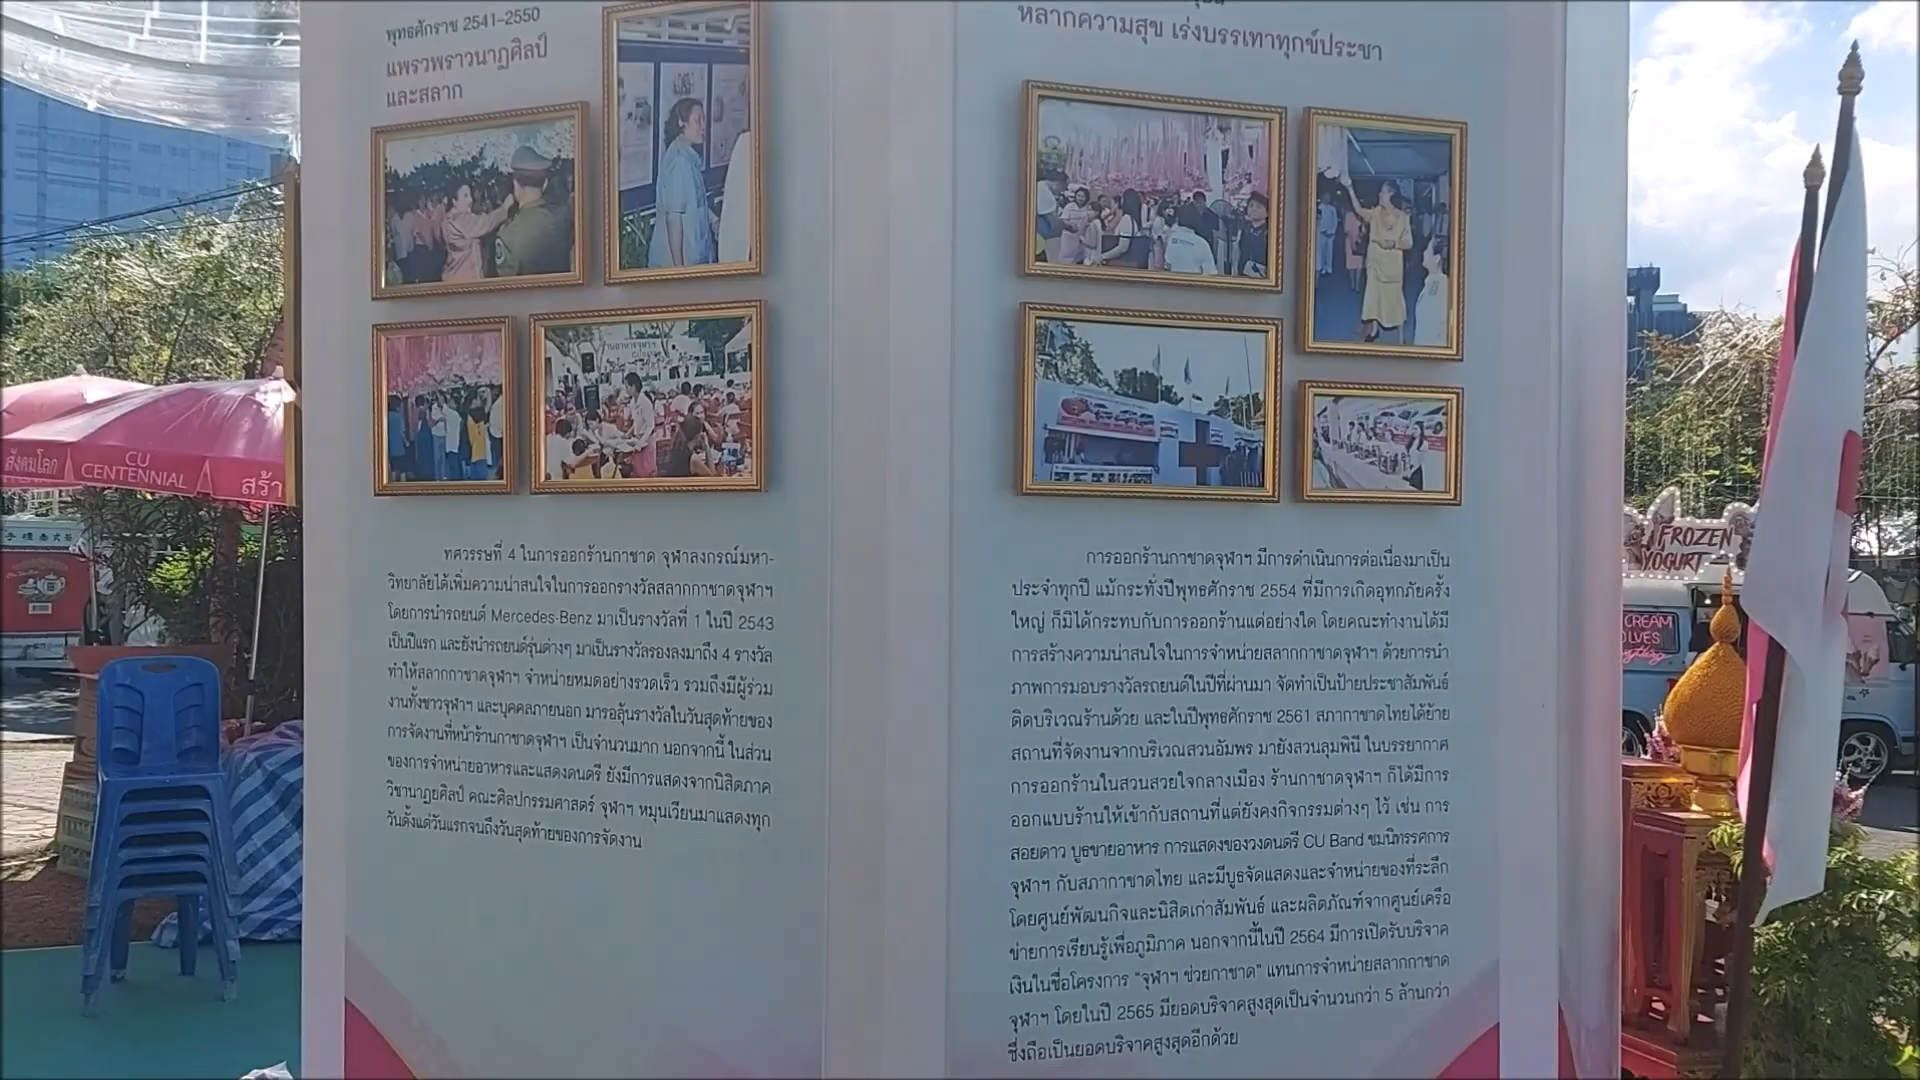 พุทธศักราช 2541-2550
แพรวพราวนาฏศิลป์
และสลาก
ทศวรรษที่ 4 ในการออกร้านกาชาด จุฬาลงกรณ์มหา-
วิทยาลัยได้เพิ่มความน่าสนใจในการออกรางวัลสลากกาชาดจุฬาฯ
โดยการนำรถยนต์ Mercedes-Benz มาเป็นรางวัลที่ 1 ในปี 2543
เป็นปีแรก และยังนำรถยนต์รุ่นต่างๆ มาเป็นรางวัลรองลงมาถึง 4 รางวัล
ทำให้สลากกาชาดจุฬาฯ จำหน่ายหมดอย่างรวดเร็ว รวมถึงมีผู้ร่วม
งานทั้งชาวจุฬาฯ และบุคคลภายนอก มารอลุ้นรางวัลในวันสุดท้ายของ
การจัดงานที่หน้าร้านกาชาดจุฬาฯ เป็นจำนวนมาก นอกจากนี้ ในส่วน
ของการจำหน่ายอาหารและแสดงดนตรี ยังมีการแสดงจากนิสิตภาค
วิชานาฏยศิลป์ คณะศิลปกรรมศาสตร์ จุฬาฯ หมุนเวียนมาแสดงทุก
วันตั้งแต่วันแรกจนถึงวันสุดท้ายของการจัดงาน
หลากความสุข เร่งบรรเทาทุกข์ประชา
การออกร้านกาชาดจุฬาฯ มีการดำเนินการต่อเนื่องมาเป็น
ประจำทุกปี แม้กระทั่งปีพุทธศักราช 2554 ที่มีการเกิดอุทกภัยครั้ง
ใหญ่ ก็มิได้กระทบกับการออกร้านแต่อย่างใด โดยคณะทำงานได้มี
การสร้างความน่าสนใจในการจำหน่ายสลากกาชาดจุฬาฯ ด้วยการนำ
ภาพการมอบรางวัลรถยนต์ในปีที่ผ่านมา จัดทำเป็นป้ายประชาสัมพันธ์
ติดบริเวณร้านด้วย และในปีพุทธศักราช 2561 สภากาชาดไทยได้ย้าย
สถานที่จัดงานจากบริเวณสวนอัมพร มายังสวนลุมพินี ในบรรยากาศ
การออกร้านในสวนสวยใจกลางเมือง ร้านกาชาดจุฬาฯ ก็ได้มีการ
ออกแบบร้านให้เข้ากับสถานที่แต่ยังคงกิจกรรมต่างๆ ไว้ เช่น การ
สอยดาว บูธขายอาหาร การแสดงของวงดนตรี CU Band ชมนิทรรศการ
จุฬาฯ กับสภากาชาดไทย และมีบูธจัดแสดงและจำหน่ายของที่ระลึก
โดยศูนย์พัฒนกิจและนิสิตเก่าสัมพันธ์ และผลิตภัณฑ์จากศูนย์เครือ
ข่ายการเรียนรู้เพื่อภูมิภาค นอกจากนี้ในปี 2564 มีการเปิดรับบริจาค
เงินในชื่อโครงการ “จุฬาฯ ช่วยกาชาด” แทนการจำหน่ายสลากกาชาด
จุฬาฯ โดยในปี 2565 มียอดบริจาคสูงสุดเป็นจำนวนกว่า 5 ล้านกว่า
ซึ่งถือเป็นยอดบริจาคสูงสุดอีกด้วย
สังคมโลก
CU
CENTENNIAL
สร้า
FROZEN
YOGURT
CREAM